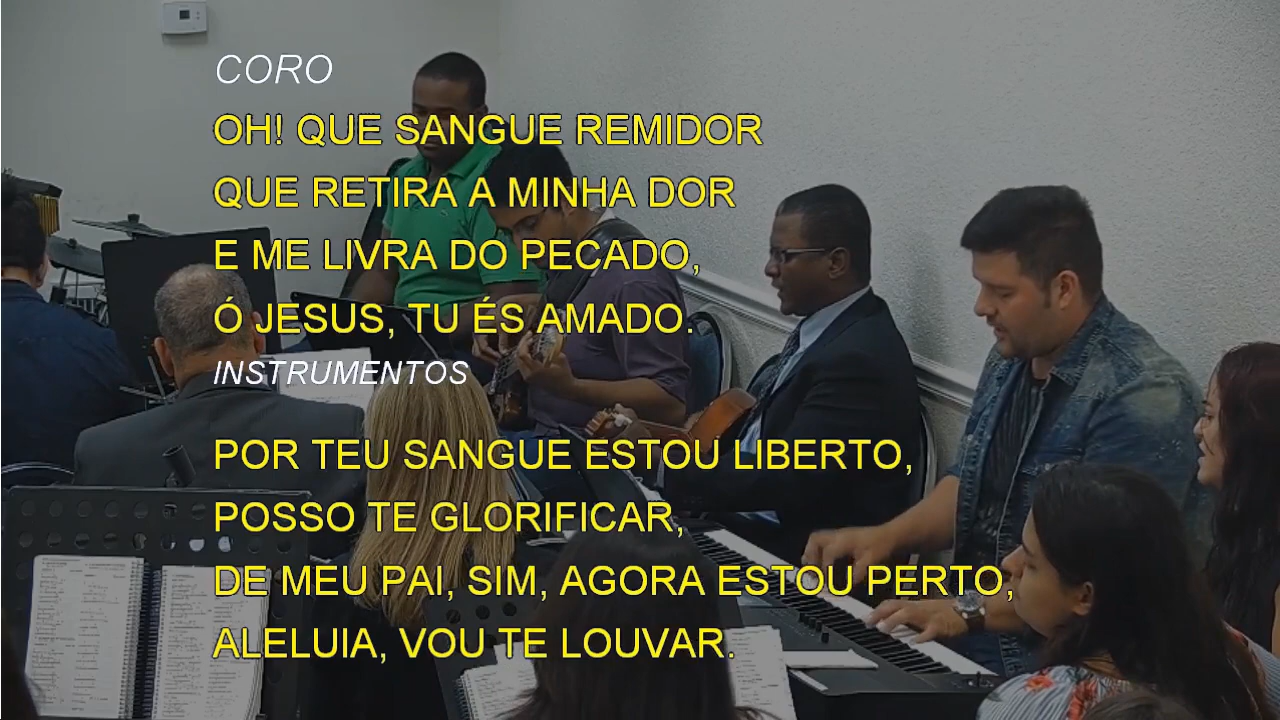 CORO
OH! QUE SANGUE REMIDOR
QUE RETIRA A MINHA DOR
E ME LIVRA DO PECADO,
Ó JESUS, TU ÉS AMADO.
INSTRUMENTOS
POR TEU SANGUE ESTOU LIBERTO,
POSSO TE GLORIFICAR,
DE MEU PAI, SIM, AGORA ESTOU PERTO,
ALELUIA, VOU TE LOUVAR.